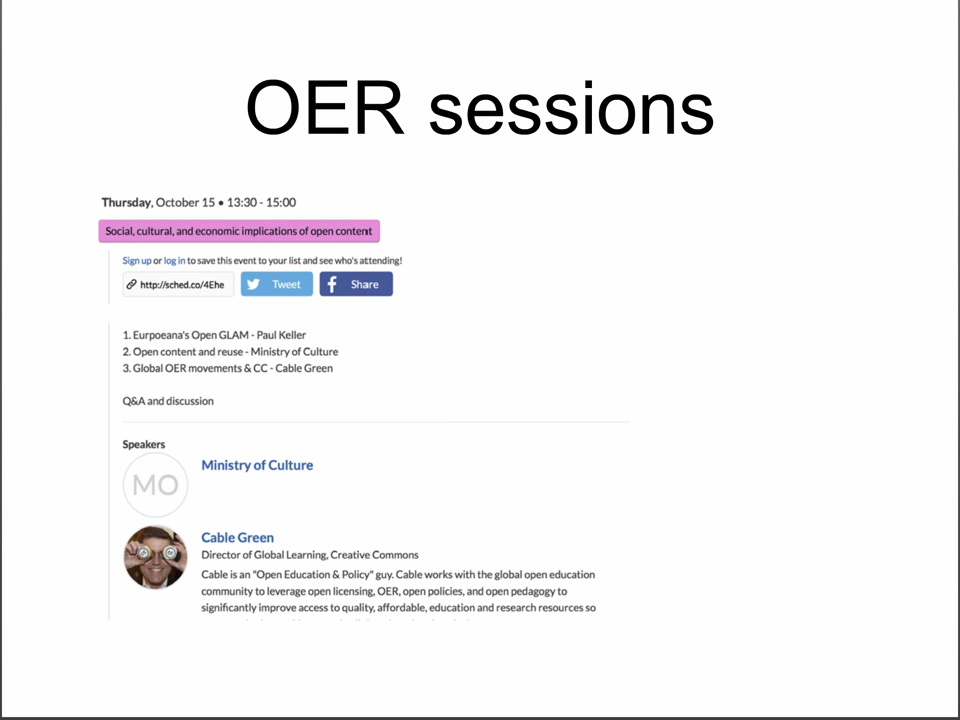 OER sessions
Thursday, October 15 • 13:30 - 15:00
Social, cultural, and economic implications of open content
Sign up or log in to save this event to your list and see who's attending!
http://sched.co/4Ehe Tweet Share
1. Eurpoeana's Open GLAM - Paul Keller
2. Open content and reuse - Ministry of Culture
3. Global OER movements & CC - Cable Green
Q&A and discussion
Speakers
MO
Ministry of Culture
Cable Green
Director of Global Learning, Creative Commons
Cable is an "Open Education & Policy" guy. Cable works with the global open education
community to leverage open licensing, OER, open policies, and open pedagogy to
significantly improve access to quality, affordable, education and research resources so